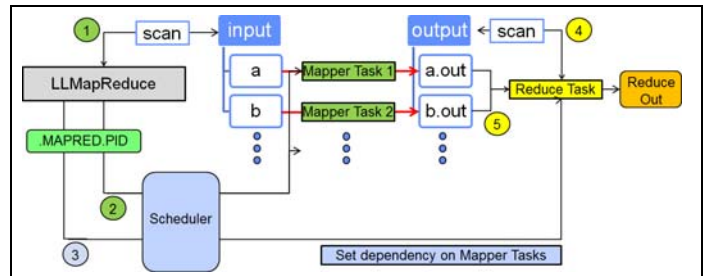 1
scan
input
output
scan
4
LLMapReduce
a
Mapper Task 1
a.out
Reduce Task
Reduce
Out
b
Mapper Task 2
b.out
5
.MAPRED.PID
2
Scheduler
3
Set dependency on Mapper Tasks